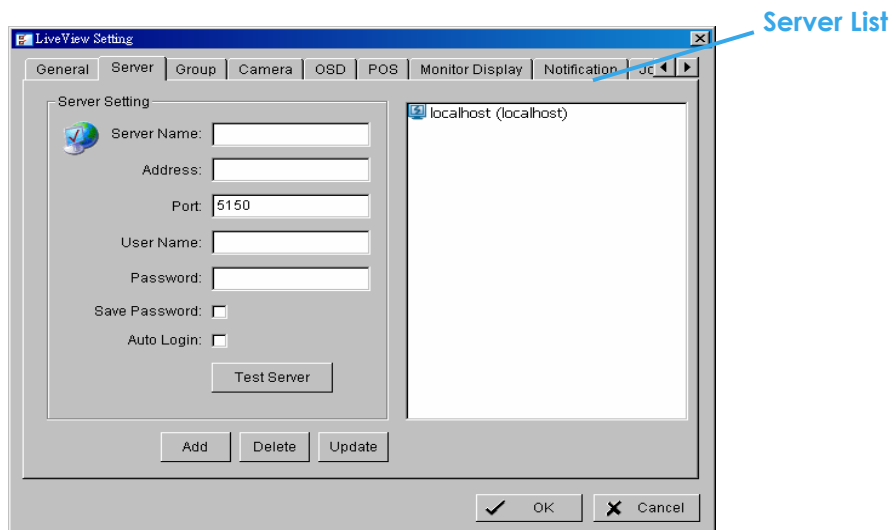 Server List
LiveView Setting
General Server Group Camera OSD POS Monitor Display Notification
Server Setting
localhost (localhost)
Server Name:
Address:
Port: 5150
User Name:
Password:
Save Password:
Auto Login:
Test Server
Add Delete Update
OK Cancel